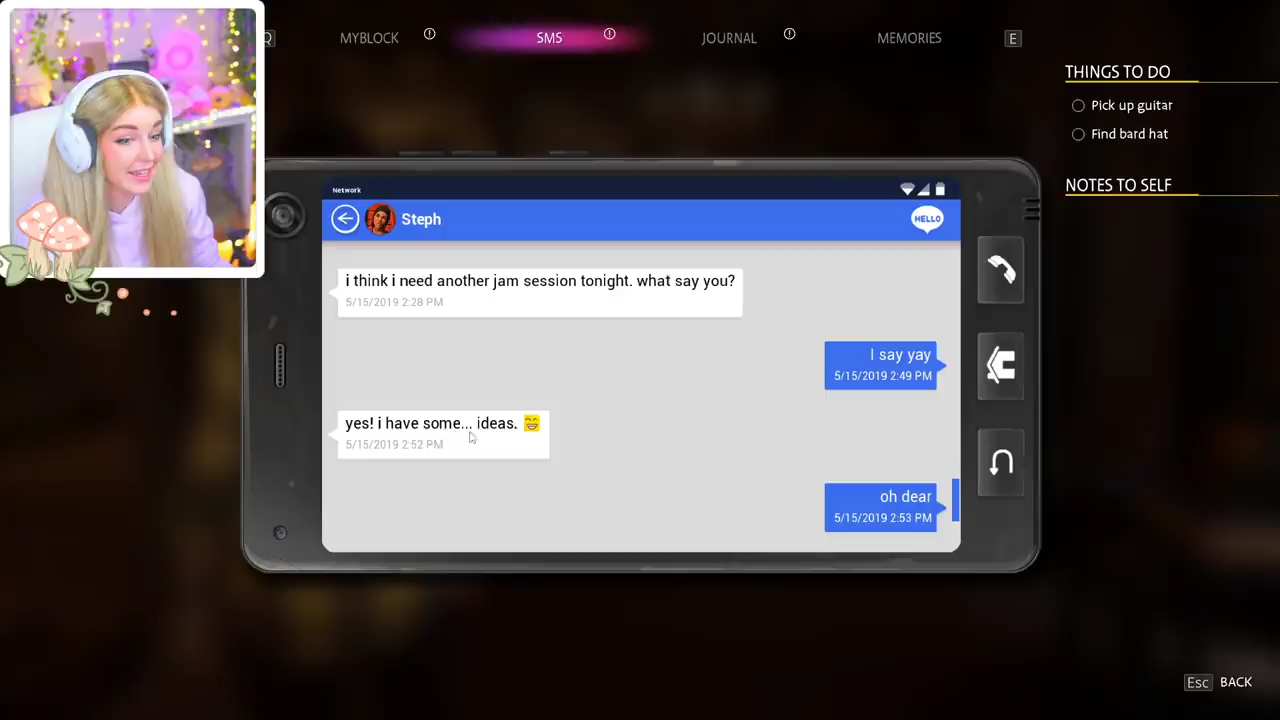 Q
MYBLOCK
SMS
JOURNAL
MEMORIES
E
THINGS TO DO
Pick up guitar
Find bard hat
NOTES TO SELF
Network
Steph
HELLO
i think i need another jam session tonight. what say you?
5/15/2019 2:28 PM
I say yay
5/15/2019 2:49 PM
yes! i have some... ideas. 😄
5/15/2019 2:52 PM
oh dear
5/15/2019 2:53 PM
Esc BACK